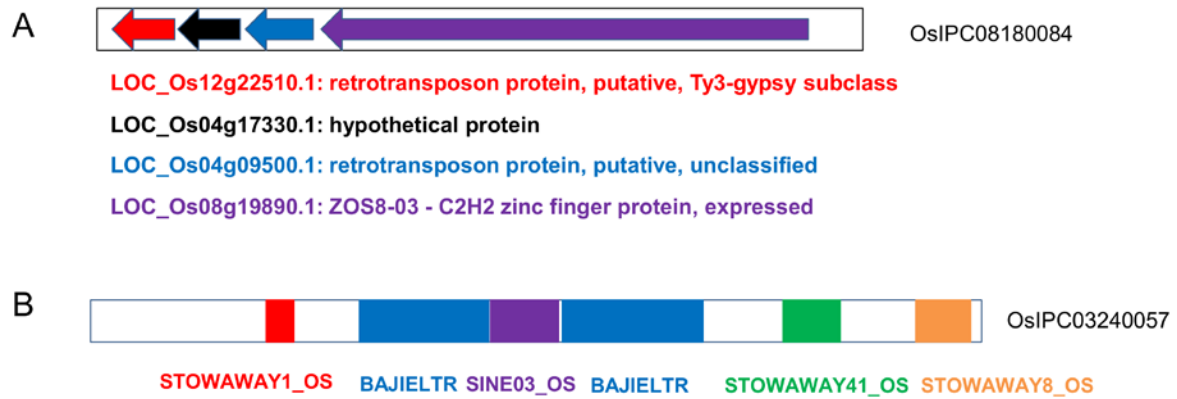 A
OsIPC08180084
LOC_Os12g22510.1: retrotransposon protein, putative, Ty3-gypsy subclass
LOC_Os04g17330.1: hypothetical protein
LOC_Os04g09500.1: retrotransposon protein, putative, unclassified
LOC_Os08g19890.1: ZOS8-03 - C2H2 zinc finger protein, expressed
B
OsIPC03240057
STOWAWAY1_OS BAJIELTR SINE03_OS BAJIELTR STOWAWAY41_OS STOWAWAY8_OS